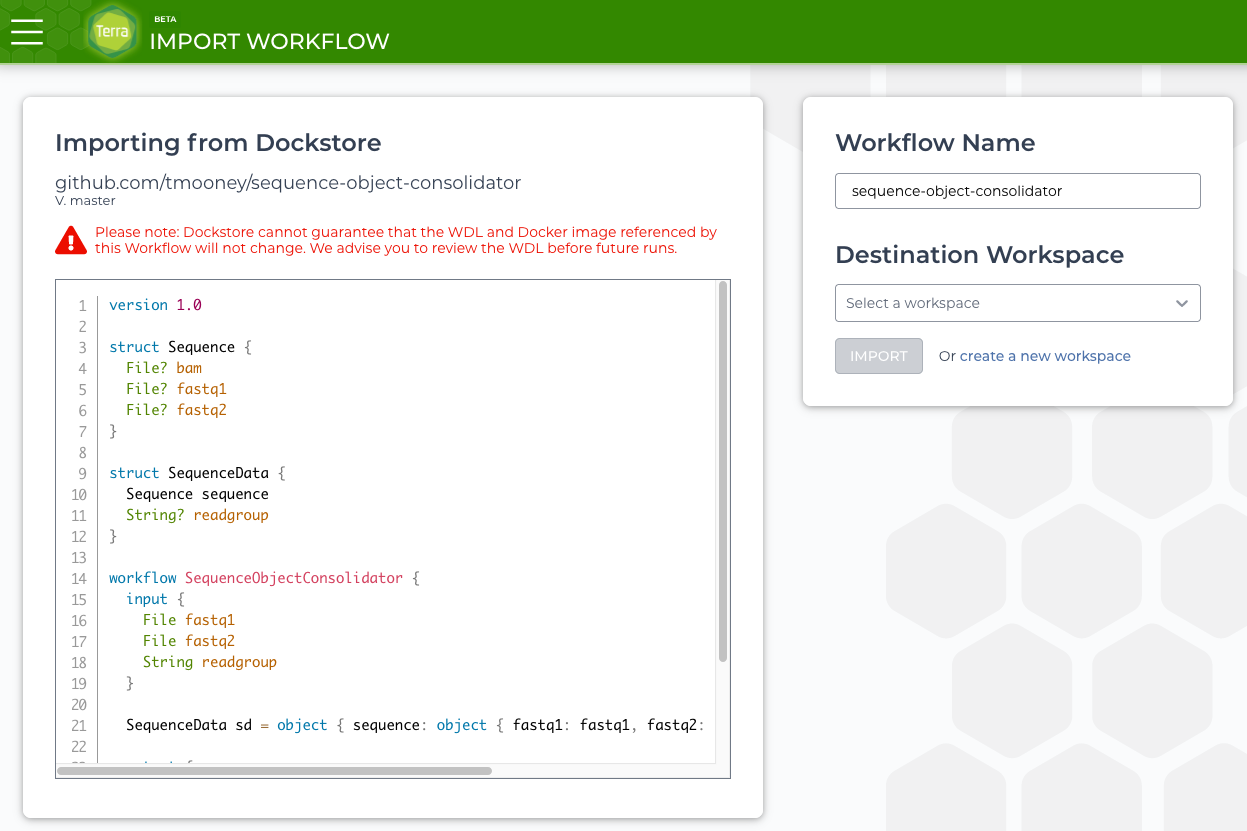 Terra
BETA
IMPORT WORKFLOW
Importing from Dockstore
github.com/tmooney/sequence-object-consolidator
V. master
Please note: Dockstore cannot guarantee that the WDL and Docker image referenced by
this Workflow will not change. We advise you to review the WDL before future runs.
1 version 1.0
2
3 struct Sequence {
4 File? bam
5 File? fastq1
6 File? fastq2
7 }
8
9 struct SequenceData {
10 Sequence sequence
11 String? readgroup
12 }
13
14 workflow SequenceObjectConsolidator {
15 input {
16 File fastq1
17 File fastq2
18 String readgroup
19 }
20
21 SequenceData sd = object { sequence: object { fastq1: fastq1, fastq2:
22
Workflow Name
sequence-object-consolidator
Destination Workspace
Select a workspace
IMPORT Or create a new workspace